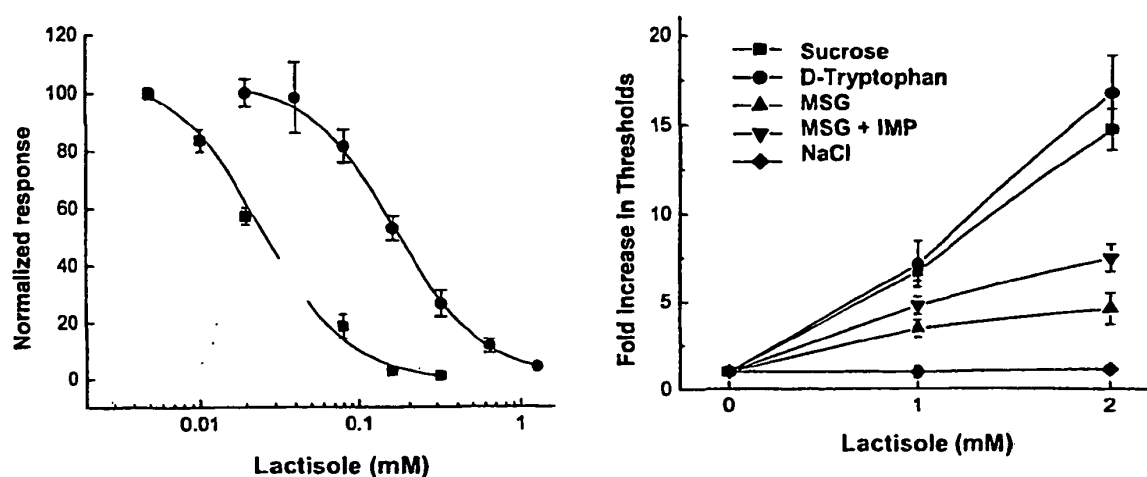 120
100
80
60
40
20
0
0.01
0.1
1
Normalized response
Lactisole (mM)
20
15
10
5
0
0
1
2
Fold Increase in Thresholds
Sucrose
D-Tryptophan
MSG
MSG + IMP
NaCl
Lactisole (mM)